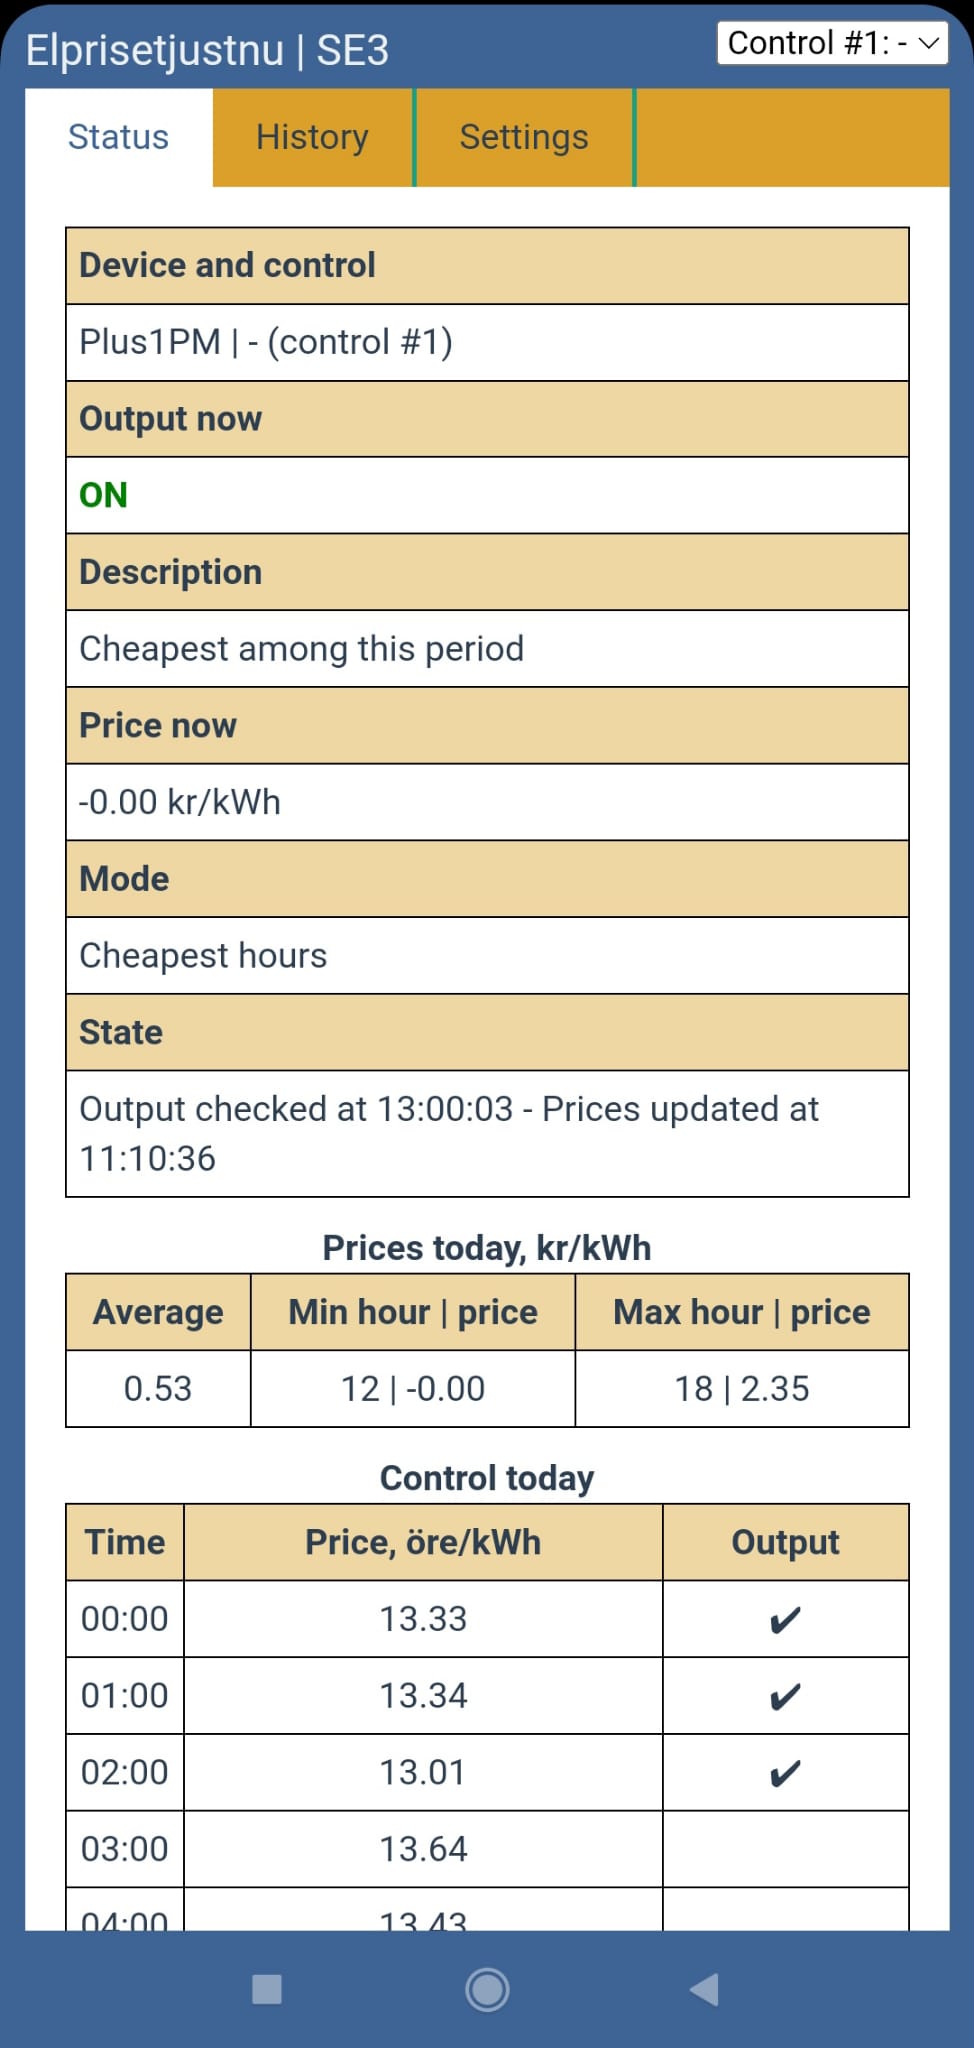 Elprisetjustnu | SE3
Control #1: -
Status
History
Settings
Device and control
Plus1PM | - (control #1)
Output now
ON
Description
Cheapest among this period
Price now
-0.00 kr/kWh
Mode
Cheapest hours
State
Output checked at 13:00:03 - Prices updated at
11:10:36
Prices today, kr/kWh
Average Min hour | price Max hour | price
0.53 12 | -0.00 18 | 2.35
Control today
Time Price, öre/kWh Output
00:00 13.33 ✔
01:00 13.34 ✔
02:00 13.01 ✔
03:00 13.64
04:00 13.43